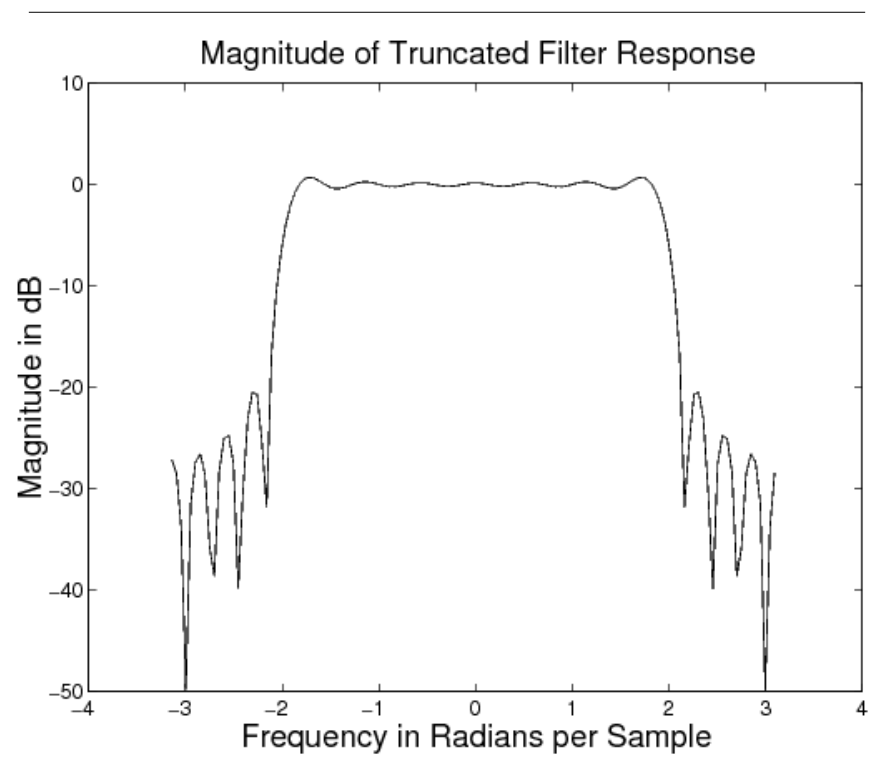 Magnitude of Truncated Filter Response
10
0
−10
−20
−30
−40
−50
Magnitude in dB
−4 −3 −2 −1 0 1 2 3 4
Frequency in Radians per Sample